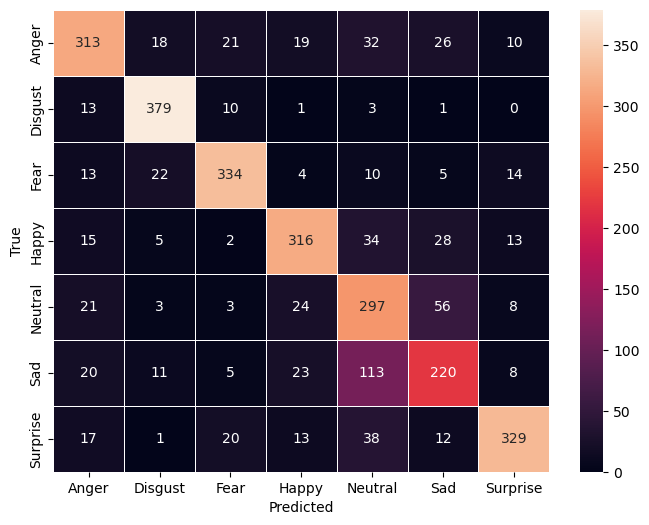 Anger 313 18 21 19 32 26 10
Disgust 13 379 10 1 3 1 0
Fear 13 22 334 4 10 5 14
Happy 15 5 2 316 34 28 13
Neutral 21 3 3 24 297 56 8
Sad 20 11 5 23 113 220 8
Surprise 17 1 20 13 38 12 329
Anger Disgust Fear Happy Neutral Sad Surprise
Predicted
True
350
300
250
200
150
100
50
0